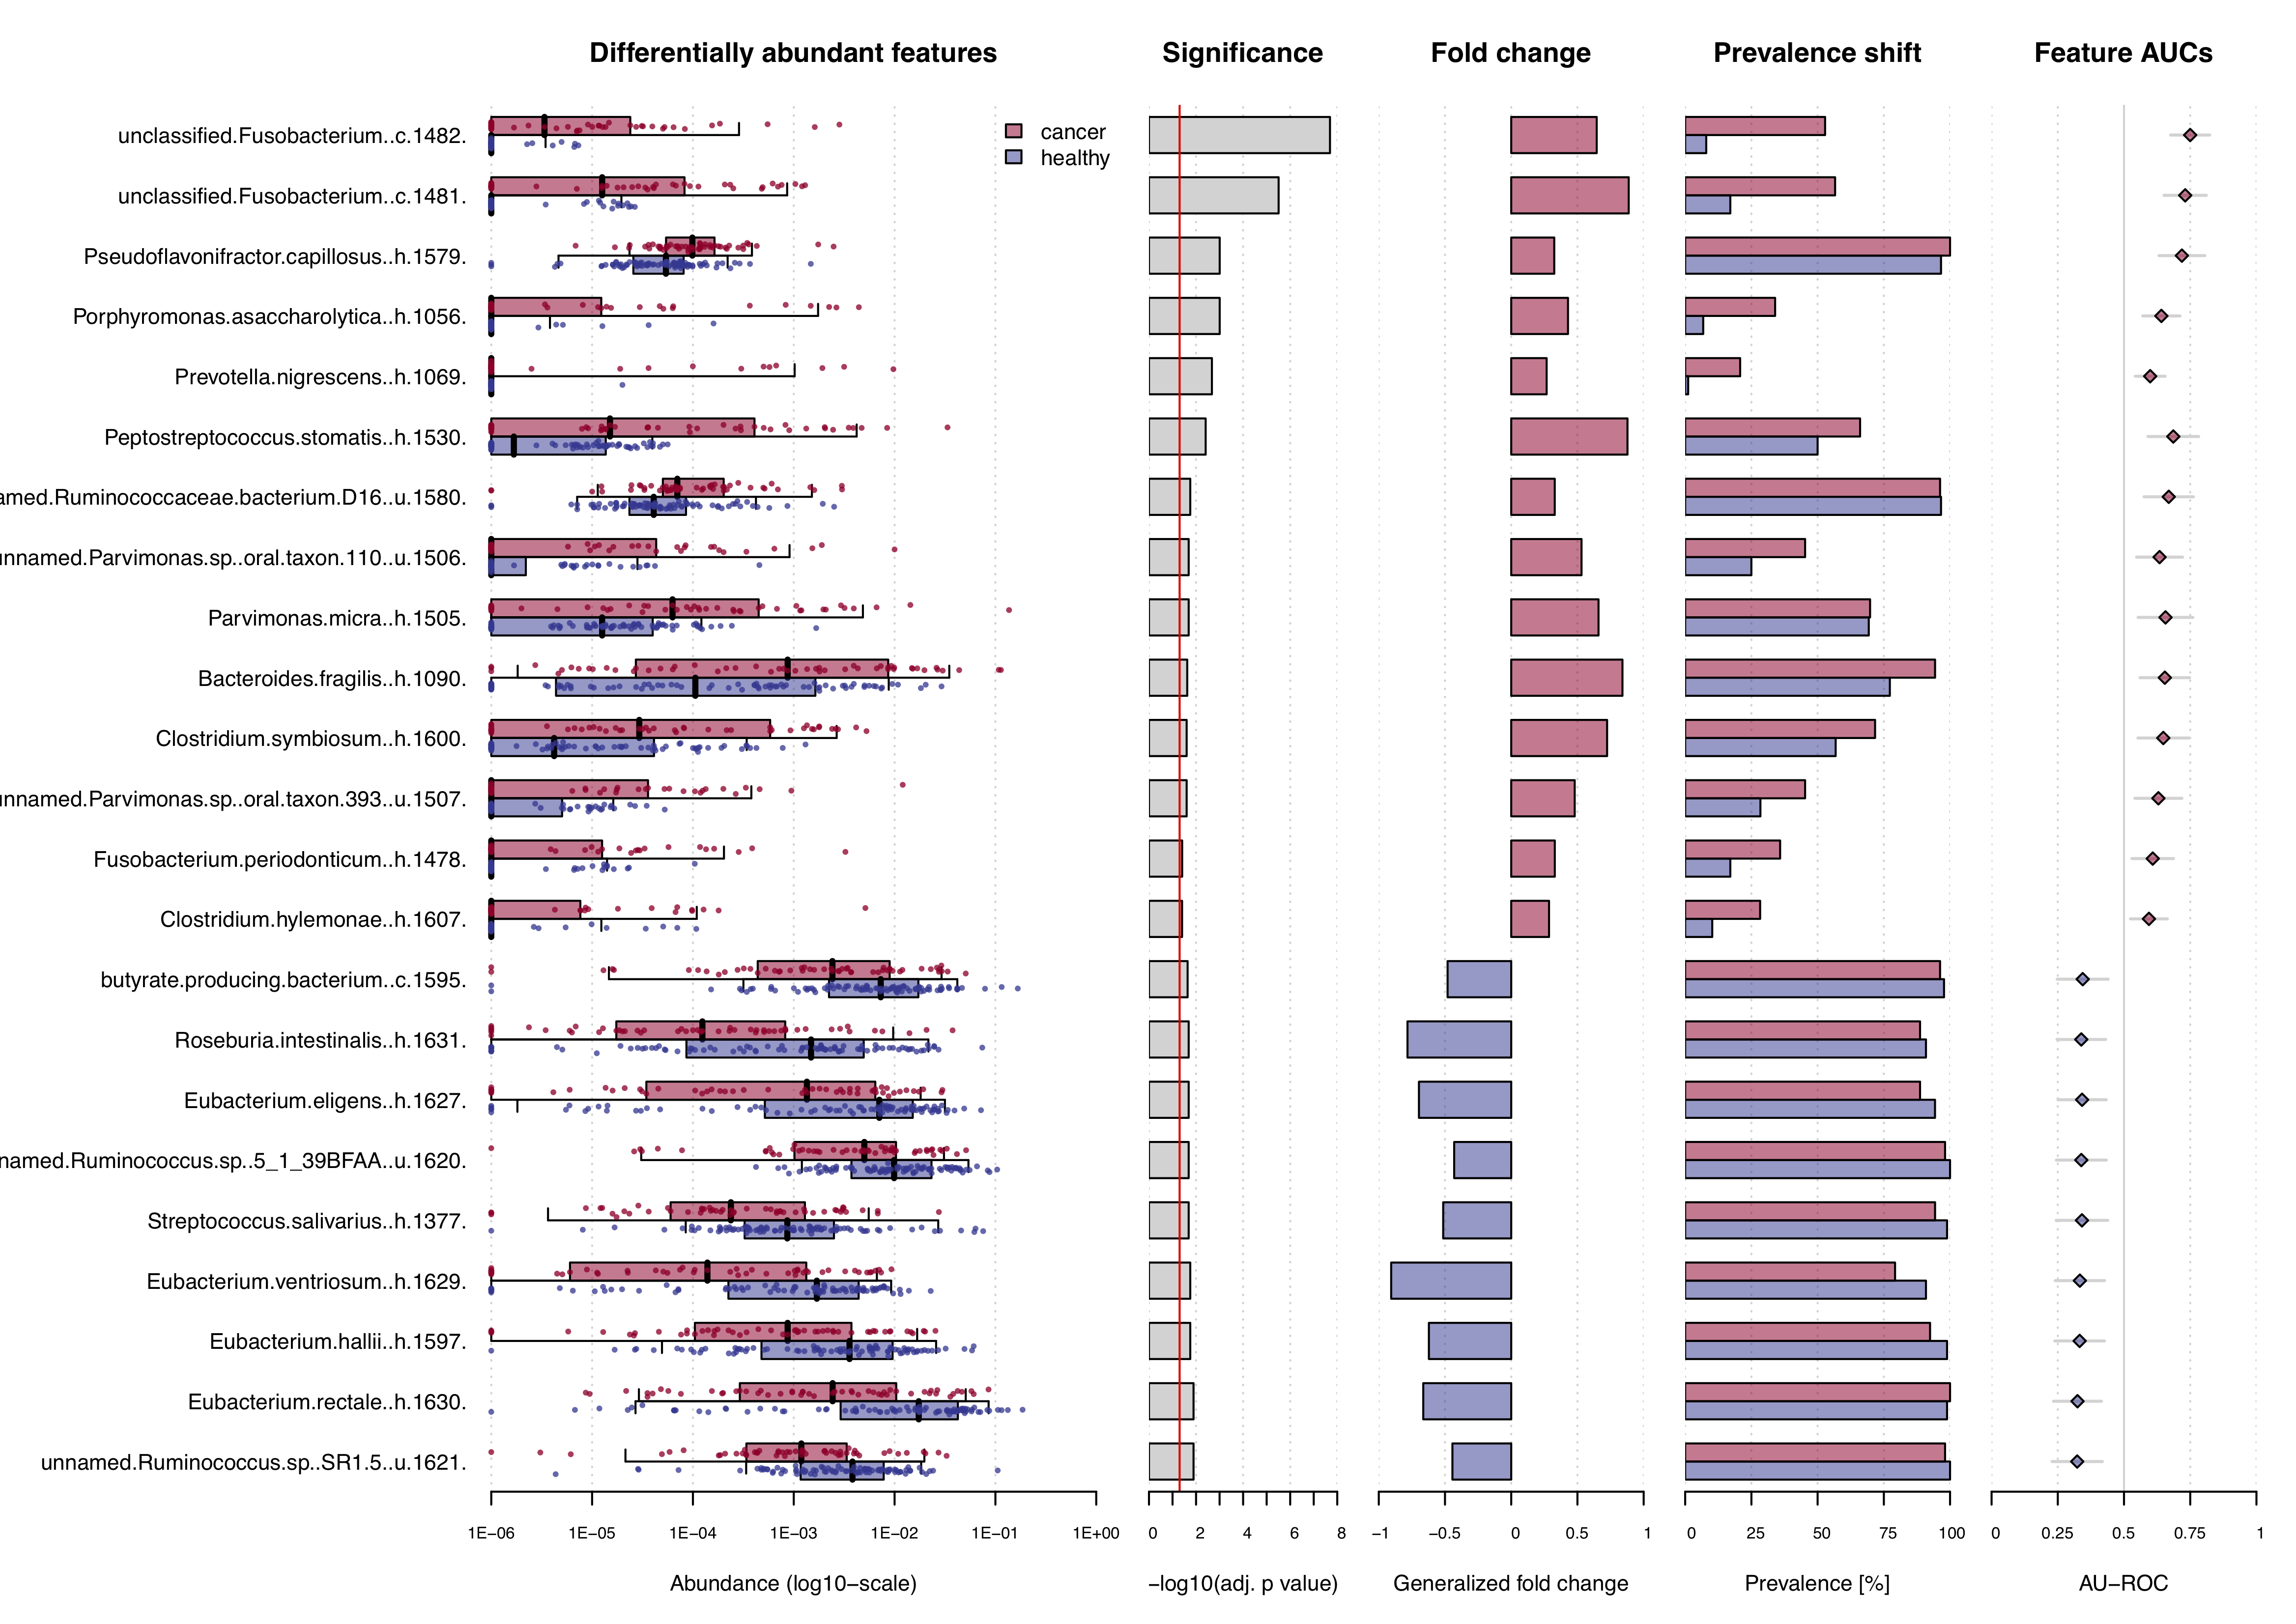 Differentially abundant features
Significance
Fold change
Prevalence shift
Feature AUCs
cancer
healthy
unclassified.Fusobacterium..c.1482.
unclassified.Fusobacterium..c.1481.
Pseudoflavonifractor.capillosus..h.1579.
Porphyromonas.asaccharolytica..h.1056.
Prevotella.nigrescens..h.1069.
Peptostreptococcus.stomatis..h.1530.
amed.Ruminococcaceae.bacterium.D16..u.1580.
unnamed.Parvimonas.sp..oral.taxon.110..u.1506.
Parvimonas.micra..h.1505.
Bacteroides.fragilis..h.1090.
Clostridium.symbiosum..h.1600.
unnamed.Parvimonas.sp..oral.taxon.393..u.1507.
Fusobacterium.periodonticum..h.1478.
Clostridium.hylemonae..h.1607.
butyrate.producing.bacterium..c.1595.
Roseburia.intestinalis..h.1631.
Eubacterium.eligens..h.1627.
named.Ruminococcus.sp..5_1_39BFAA..u.1620.
Streptococcus.salivarius..h.1377.
Eubacterium.ventriosum..h.1629.
Eubacterium.hallii..h.1597.
Eubacterium.rectale..h.1630.
unnamed.Ruminococcus.sp..SR1.5..u.1621.
1E−06 1E−05 1E−04 1E−03 1E−02 1E−01 1E+00
0 2 4 6 8
−1 −0.5 0 0.5 1
0 25 50 75 100
0 0.25 0.5 0.75 1
Abundance (log10−scale)
−log10(adj. p value)
Generalized fold change
Prevalence [%]
AU−ROC